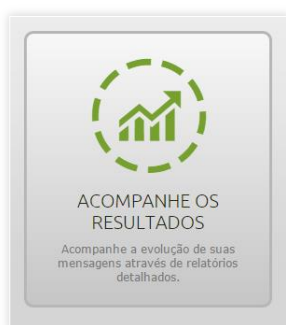 ACOMPANHE OS
RESULTADOS
Acompanhe a evolução de suas
mensagens através de relatórios
detalhados.